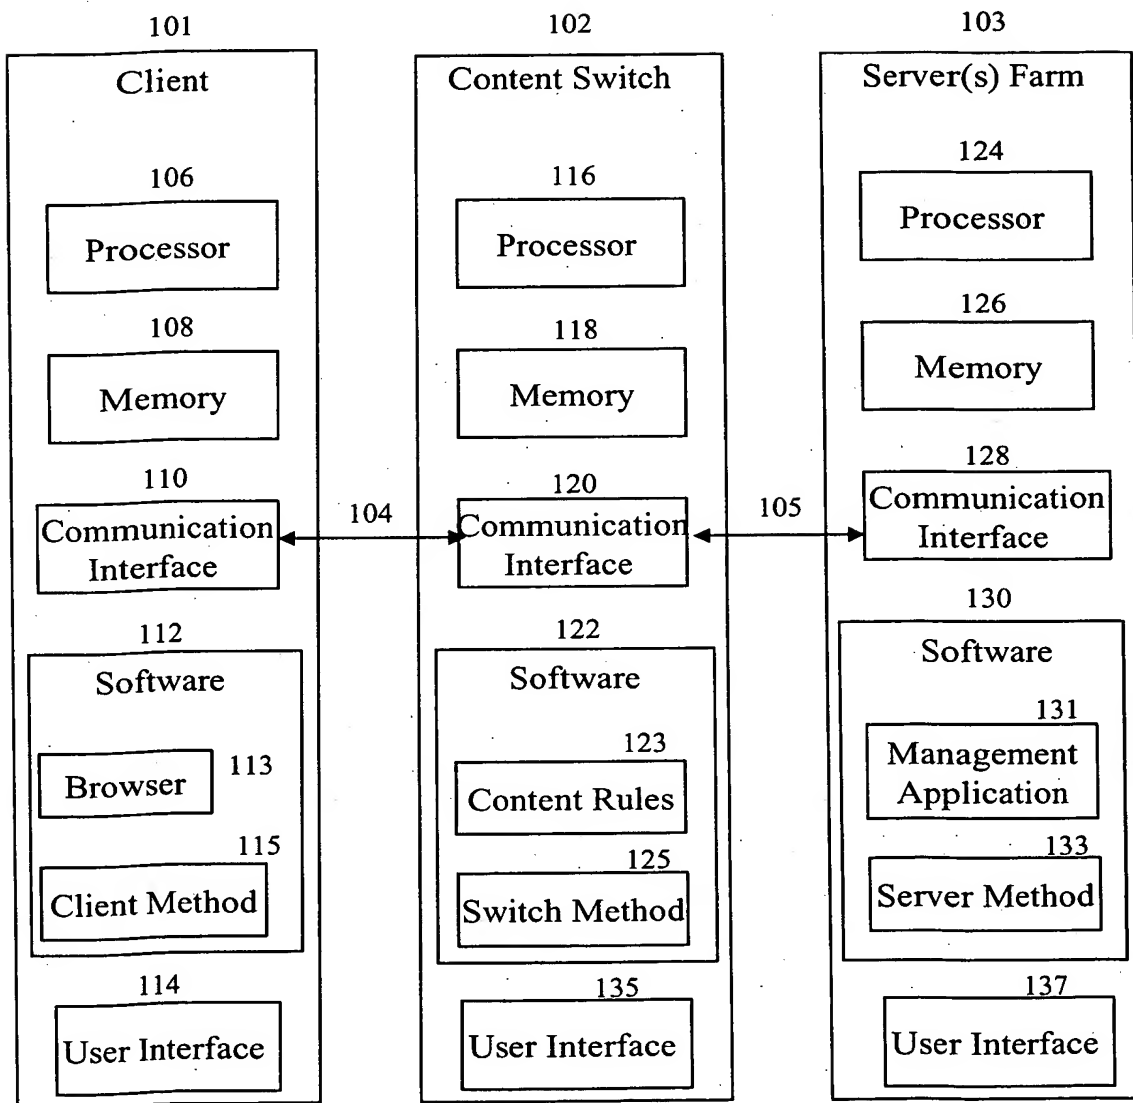 101
Client
106
Processor
108
Memory
110
Communication
Interface
112
Software
Browser
113
115
Client Method
114
User Interface
104
102
Content Switch
116
Processor
118
Memory
120
Communication
Interface
122
Software
123
Content Rules
125
Switch Method
135
User Interface
105
103
Server(s) Farm
124
Processor
126
Memory
128
Communication
Interface
130
Software
131
Management
Application
133
Server Method
137
User Interface